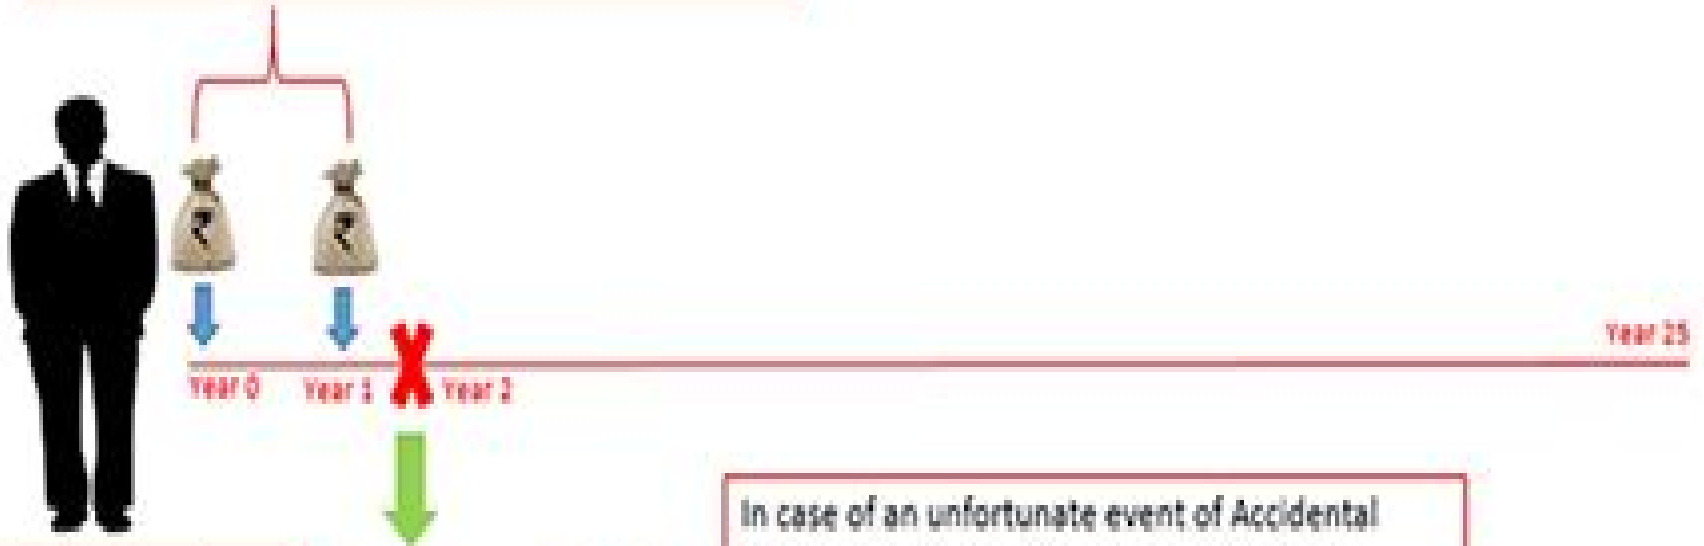 ₹ ₹
Year 25
Year 0 Year 1 Year 2
In case of an unfortunate event of Accidental